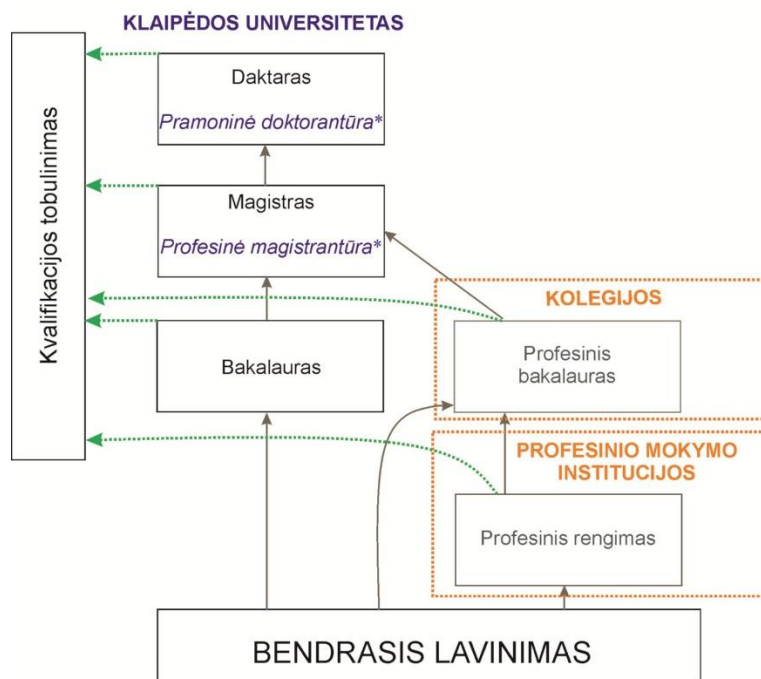 KLAIPĖDOS UNIVERSITETAS
Kvalifikacijos tobulinimas
Daktaras
Pramoninė doktorantūra*
Magistras
Profesinė magistrantūra*
Bakalauras
KOLEGIJOS
Profesinis
bakalauras
PROFESINIO MOKYMO
INSTITUCIJOS
Profesinis rengimas
BENDRASIS LAVINIMAS